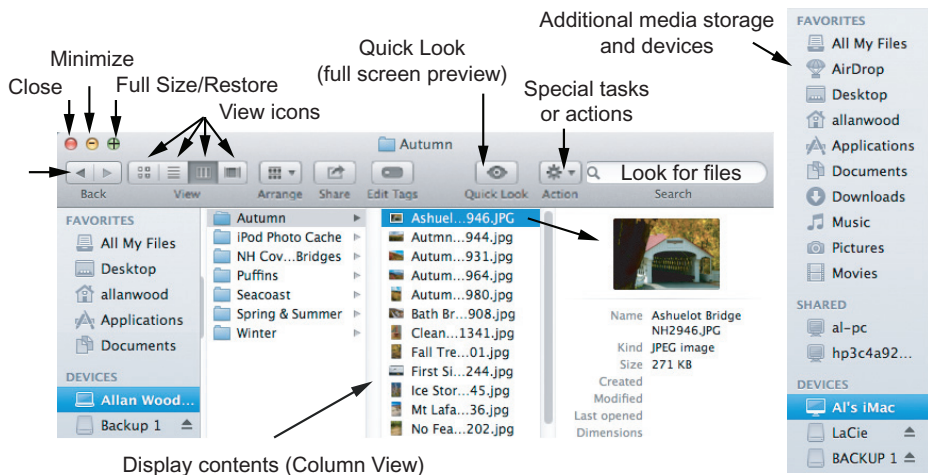 Additional media storage
and devices
Quick Look
(full screen preview)
Minimize
Close
Full Size/Restore
View icons
Special tasks
or actions
Autumn
Look for files
Back
View
Arrange
Share
Edit Tags
Quick Look
Action
Search
FAVORITES
All My Files
Desktop
allanwood
Applications
Documents
DEVICES
Allan Wood...
Backup 1
Autumn
iPod Photo Cache
NH Cov...Bridges
Puffins
Seacoast
Spring & Summer
Winter
Ashuel...946.JPG
Autmn...944.jpg
Autum...931.jpg
Autum...964.jpg
Autum...980.jpg
Bath Br...908.jpg
Clean...1341.jpg
Fall Tre...01.jpg
First Si...244.jpg
Ice Stor...45.jpg
Mt Lafa...36.jpg
No Fea...202.jpg
Name Ashuelot Bridge
NH2946.JPG
Kind JPEG image
Size 271 KB
Created
Modified
Last opened
Dimensions
Display contents (Column View)
FAVORITES
All My Files
AirDrop
Desktop
allanwood
Applications
Documents
Downloads
Music
Pictures
Movies
SHARED
al-pc
hp3c4a92...
DEVICES
Al's iMac
LaCie
BACKUP 1